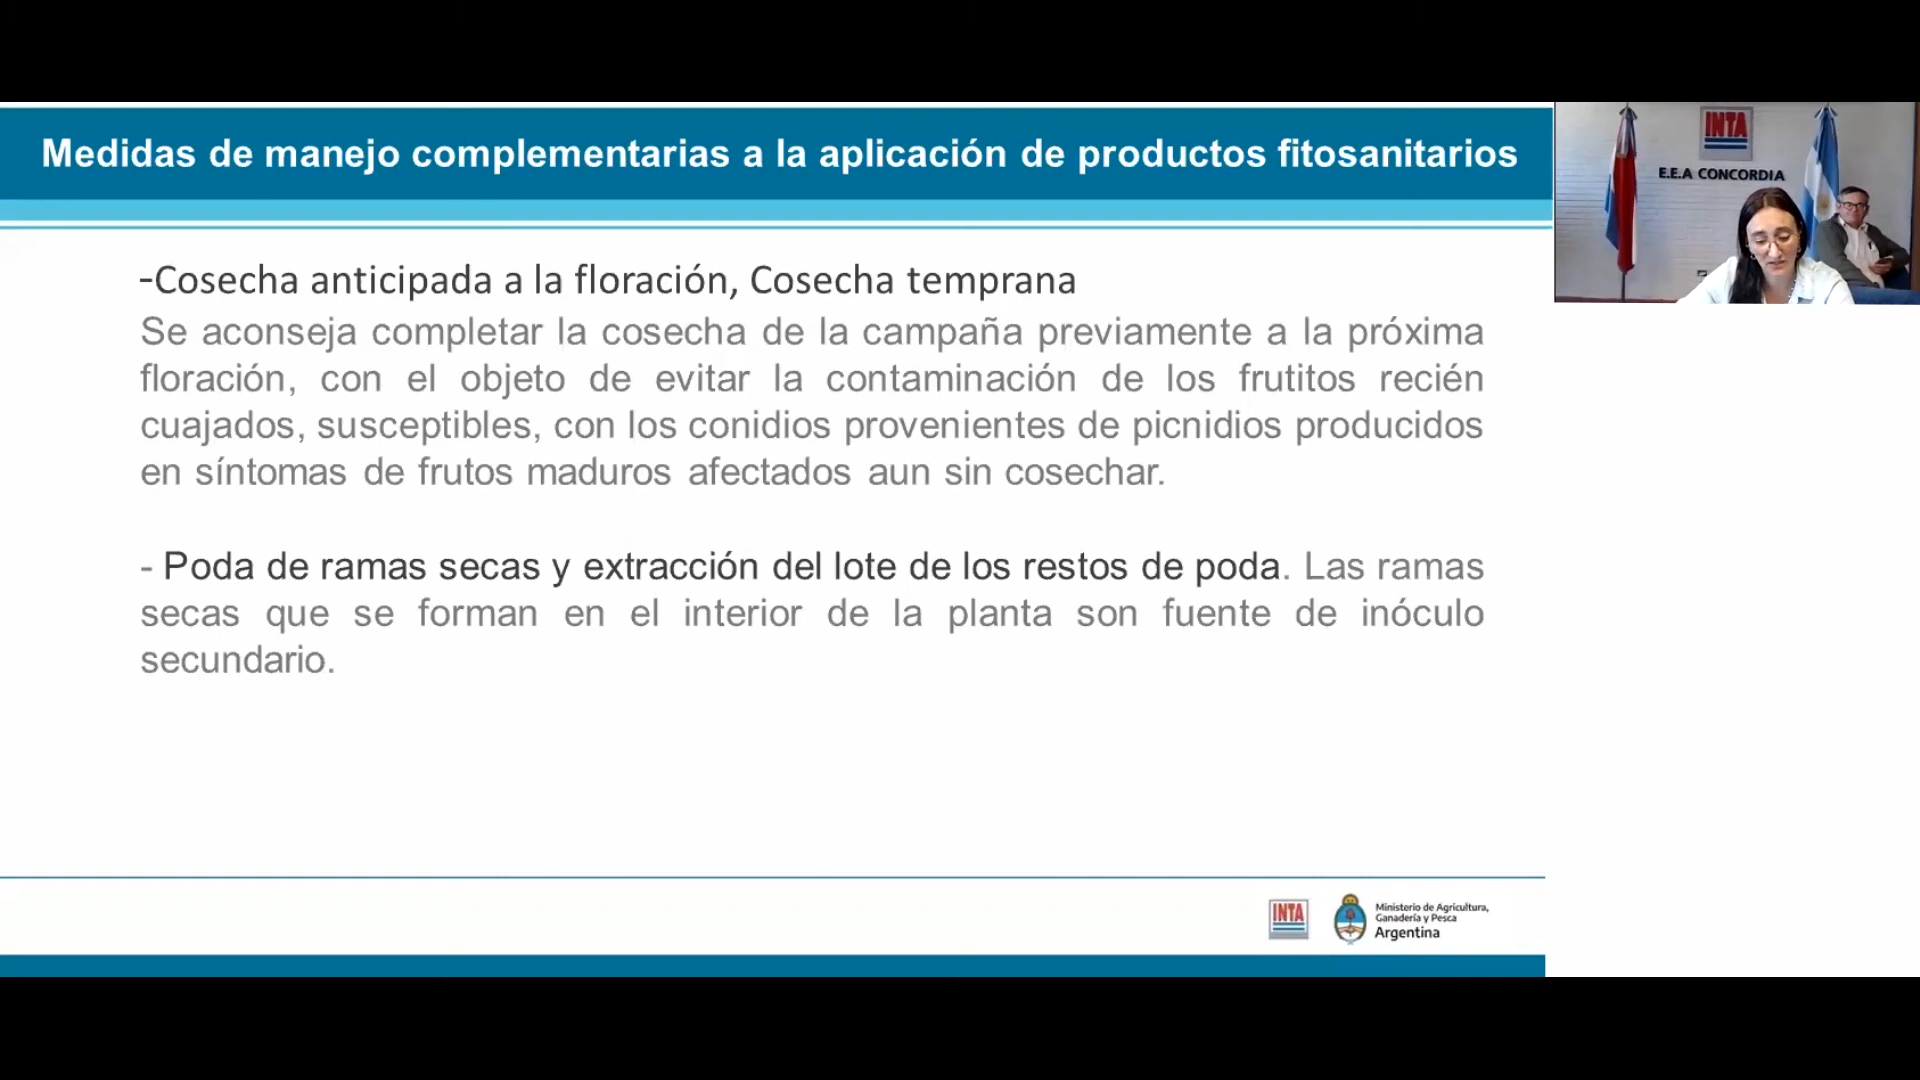 Medidas de manejo complementarias a la aplicación de productos fitosanitarios
INTA
E.E.A CONCORDIA
-Cosecha anticipada a la floración, Cosecha temprana
Se aconseja completar la cosecha de la campaña previamente a la próxima
floración, con el objeto de evitar la contaminación de los frutitos recién
cuajados, susceptibles, con los conidios provenientes de picnidios producidos
en síntomas de frutos maduros afectados aun sin cosechar.
- Poda de ramas secas y extracción del lote de los restos de poda. Las ramas
secas que se forman en el interior de la planta son fuente de inóculo
secundario.
INTA
Ministerio de Agricultura,
Ganadería y Pesca
Argentina